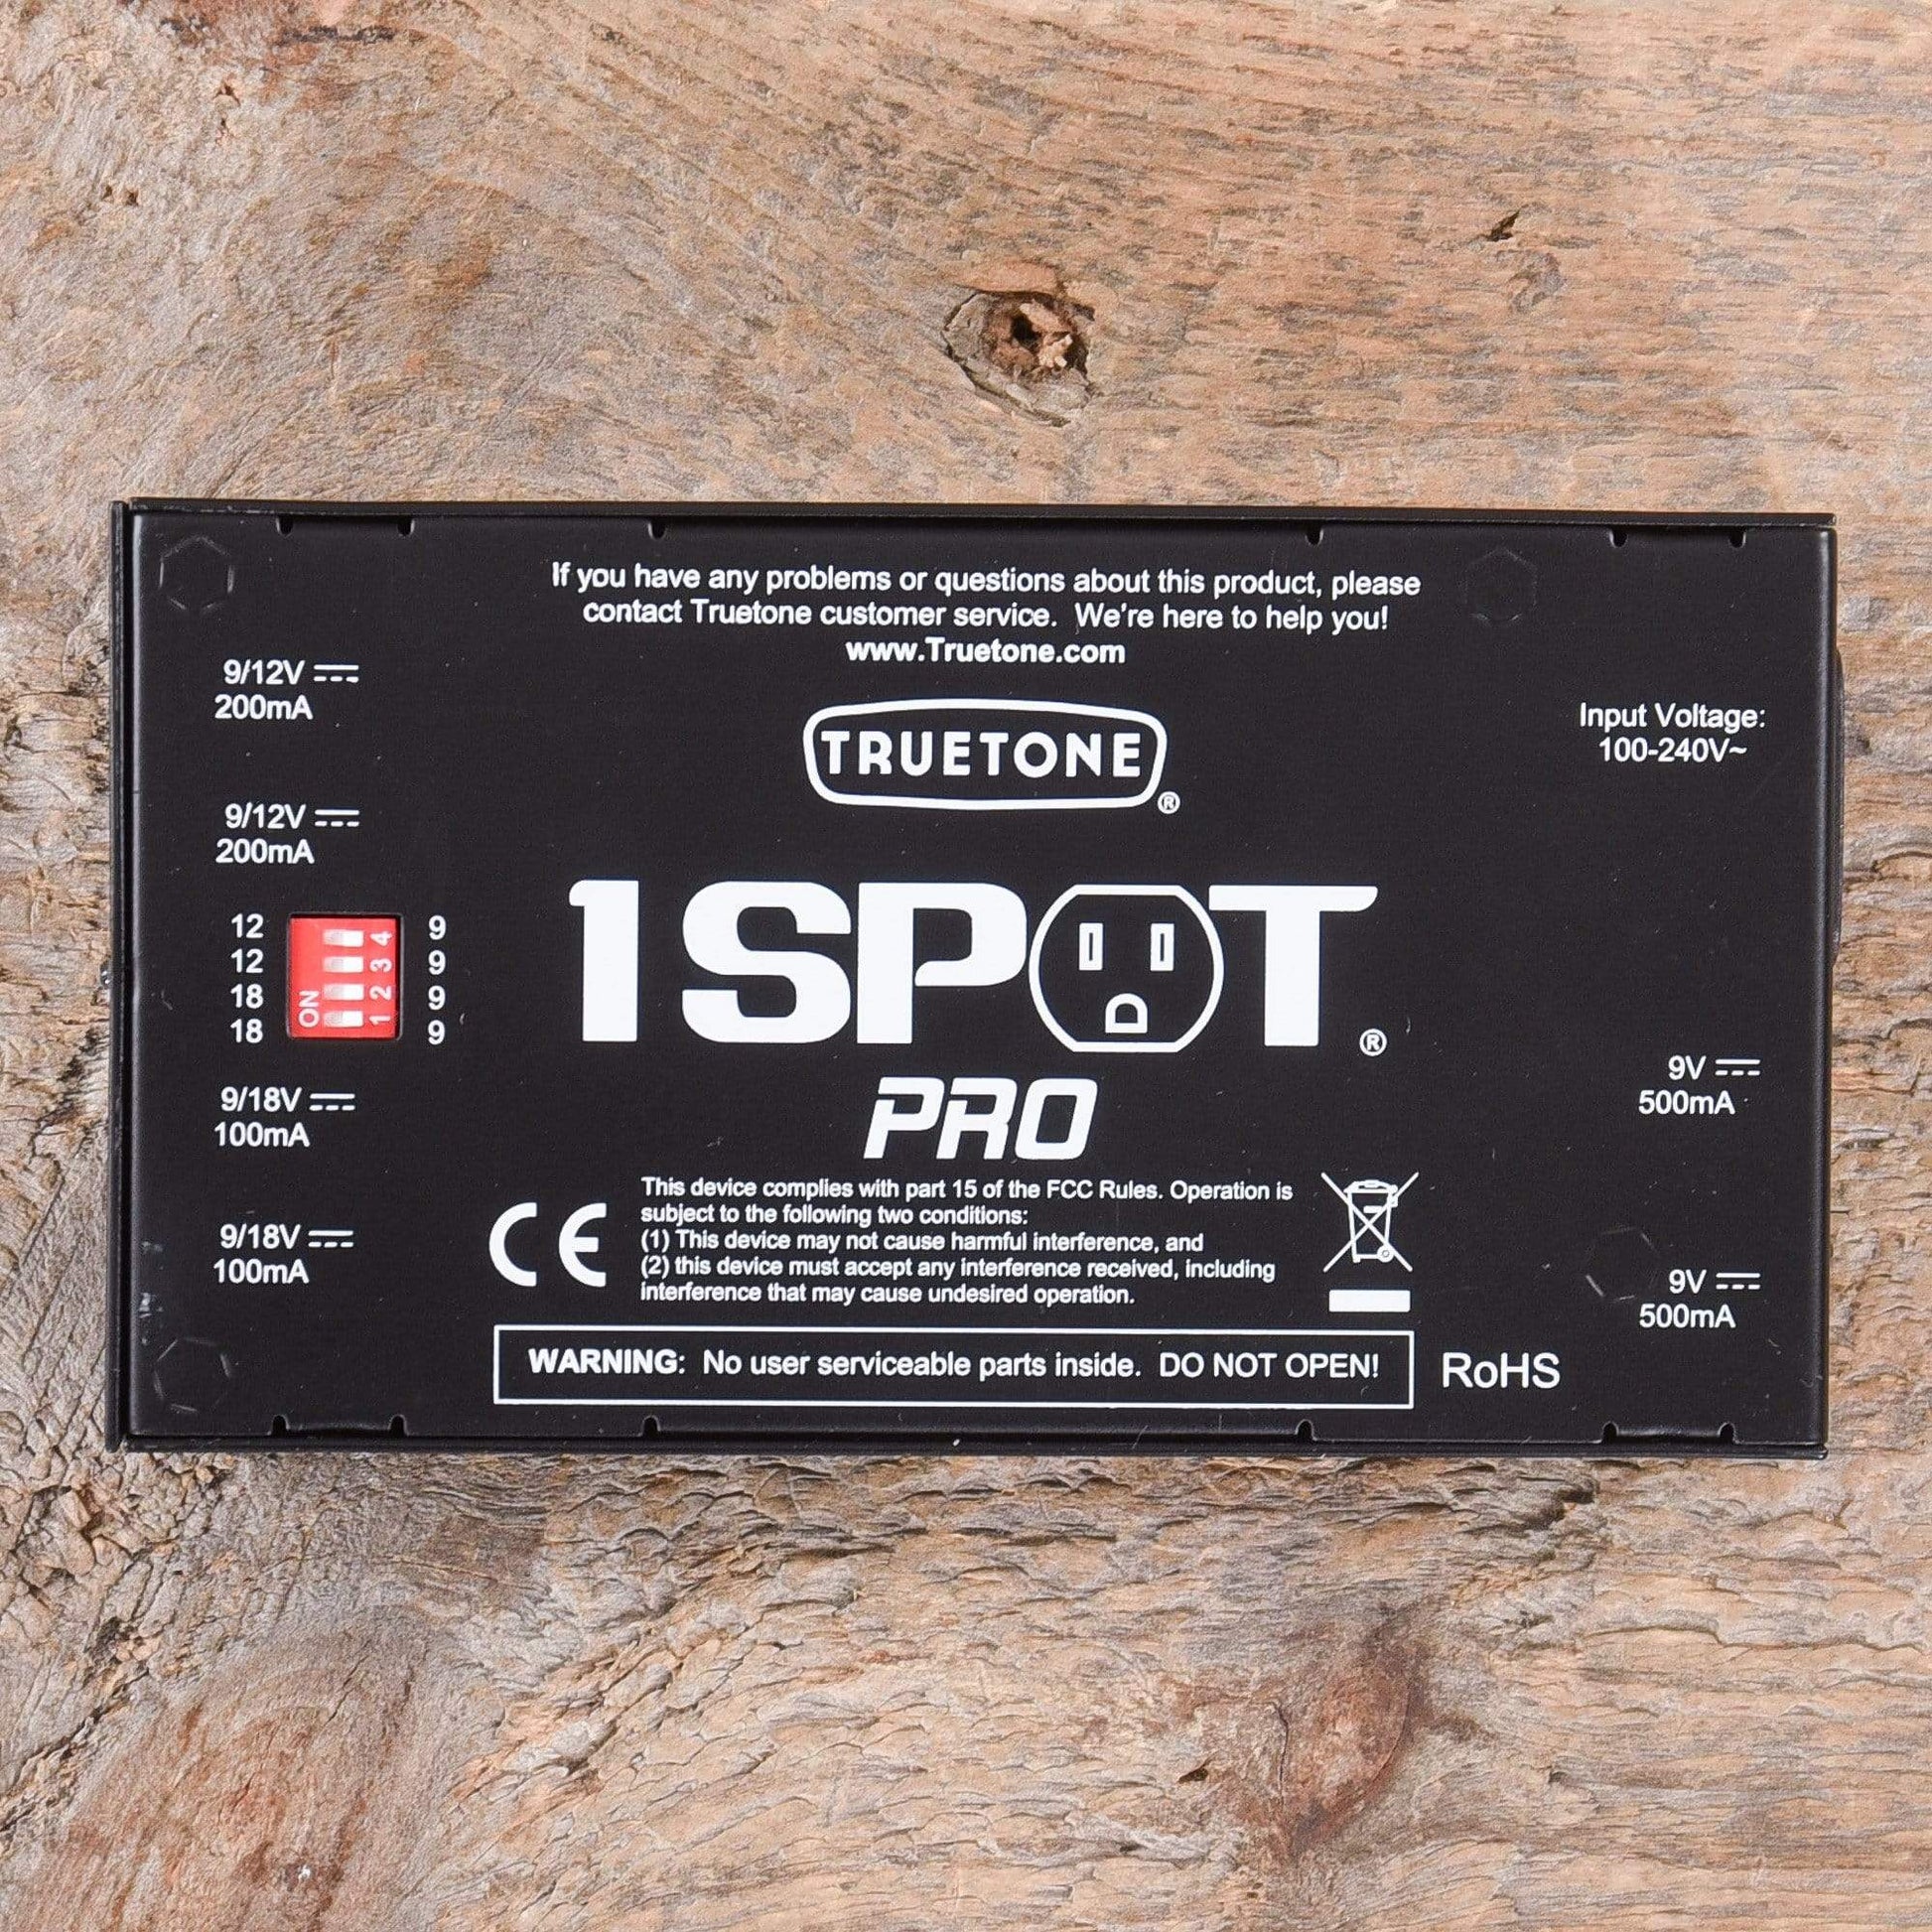 If you have any problems or questions about this product, please
contact Truetone customer service.  We're here to help you!
www.Truetone.com
9/12V
200mA
TRUETONE
®
Input Voltage:
100-240V~
9/12V
200mA
12
12
18
18
ON
4
3
2
1
9
9
9
9
1 SPOT
®
PRO
9V
500mA
9/18V
100mA
9/18V
100mA
CE
This device complies with part 15 of the FCC Rules. Operation is
subject to the following two conditions:
(1) This device may not cause harmful interference, and
(2) this device must accept any interference received, including
interference that may cause undesired operation.
9V
500mA
WARNING:  No user serviceable parts inside.  DO NOT OPEN!
RoHS